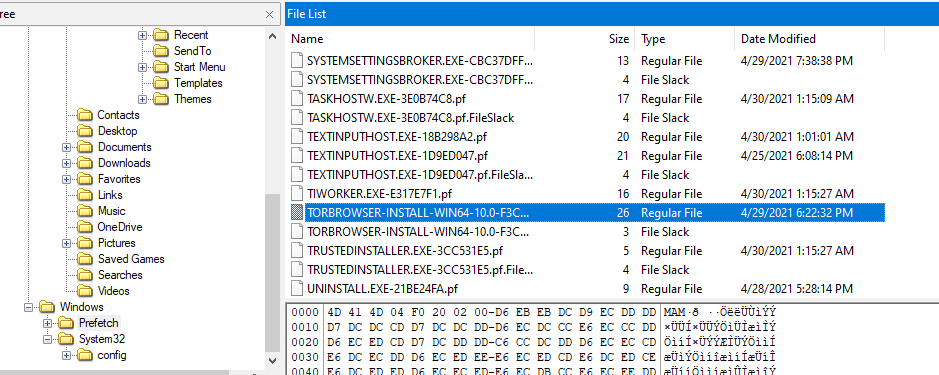 ree
×
File List
Recent
SendTo
Start Menu
Templates
Themes
Contacts
Desktop
Documents
Downloads
Favorites
Links
Music
OneDrive
Pictures
Saved Games
Searches
Videos
Windows
Prefetch
System32
config
Name Size Type Date Modified
SYSTEMSETTINGSBROKER.EXE-CBC37DFF... 13 Regular File 4/29/2021 7:38:38 PM
SYSTEMSETTINGSBROKER.EXE-CBC37DFF... 4 File Slack
TASKHOSTW.EXE-3E0B74C8.pf 17 Regular File 4/30/2021 1:15:09 AM
TASKHOSTW.EXE-3E0B74C8.pf.FileSlack 4 File Slack
TEXTINPUTHOST.EXE-18B298A2.pf 20 Regular File 4/30/2021 1:01:01 AM
TEXTINPUTHOST.EXE-1D9ED047.pf 21 Regular File 4/25/2021 6:08:14 PM
TEXTINPUTHOST.EXE-1D9ED047.pf.FileSla... 4 File Slack
TIWORKER.EXE-E317E7F1.pf 16 Regular File 4/30/2021 1:15:27 AM
TORBROWSER-INSTALL-WIN64-10.0-F3C... 26 Regular File 4/29/2021 6:22:32 PM
TORBROWSER-INSTALL-WIN64-10.0-F3C... 3 File Slack
TRUSTEDINSTALLER.EXE-3CC531E5.pf 5 Regular File 4/30/2021 1:15:27 AM
TRUSTEDINSTALLER.EXE-3CC531E5.pf.File... 4 File Slack
UNINSTALL.EXE-21BE24FA.pf 9 Regular File 4/28/2021 5:28:14 PM
0000 4D 41 4D 04 F0 20 02 00-D6 EB EB DC D9 EC DD DD MAM·ð ··ÖëëÜÙìÝÝ
0010 D7 DC DC CD D7 DC DC DD-DC CC D6 EC CC DD
0020 D6 EC ED CD D7 DC DD DD-C6 CC DC DD CC D6 EC EC
0030 E6 DC EC DD D6 EC ED EE-E6 EC ED CD E6 DC ED CE
0040